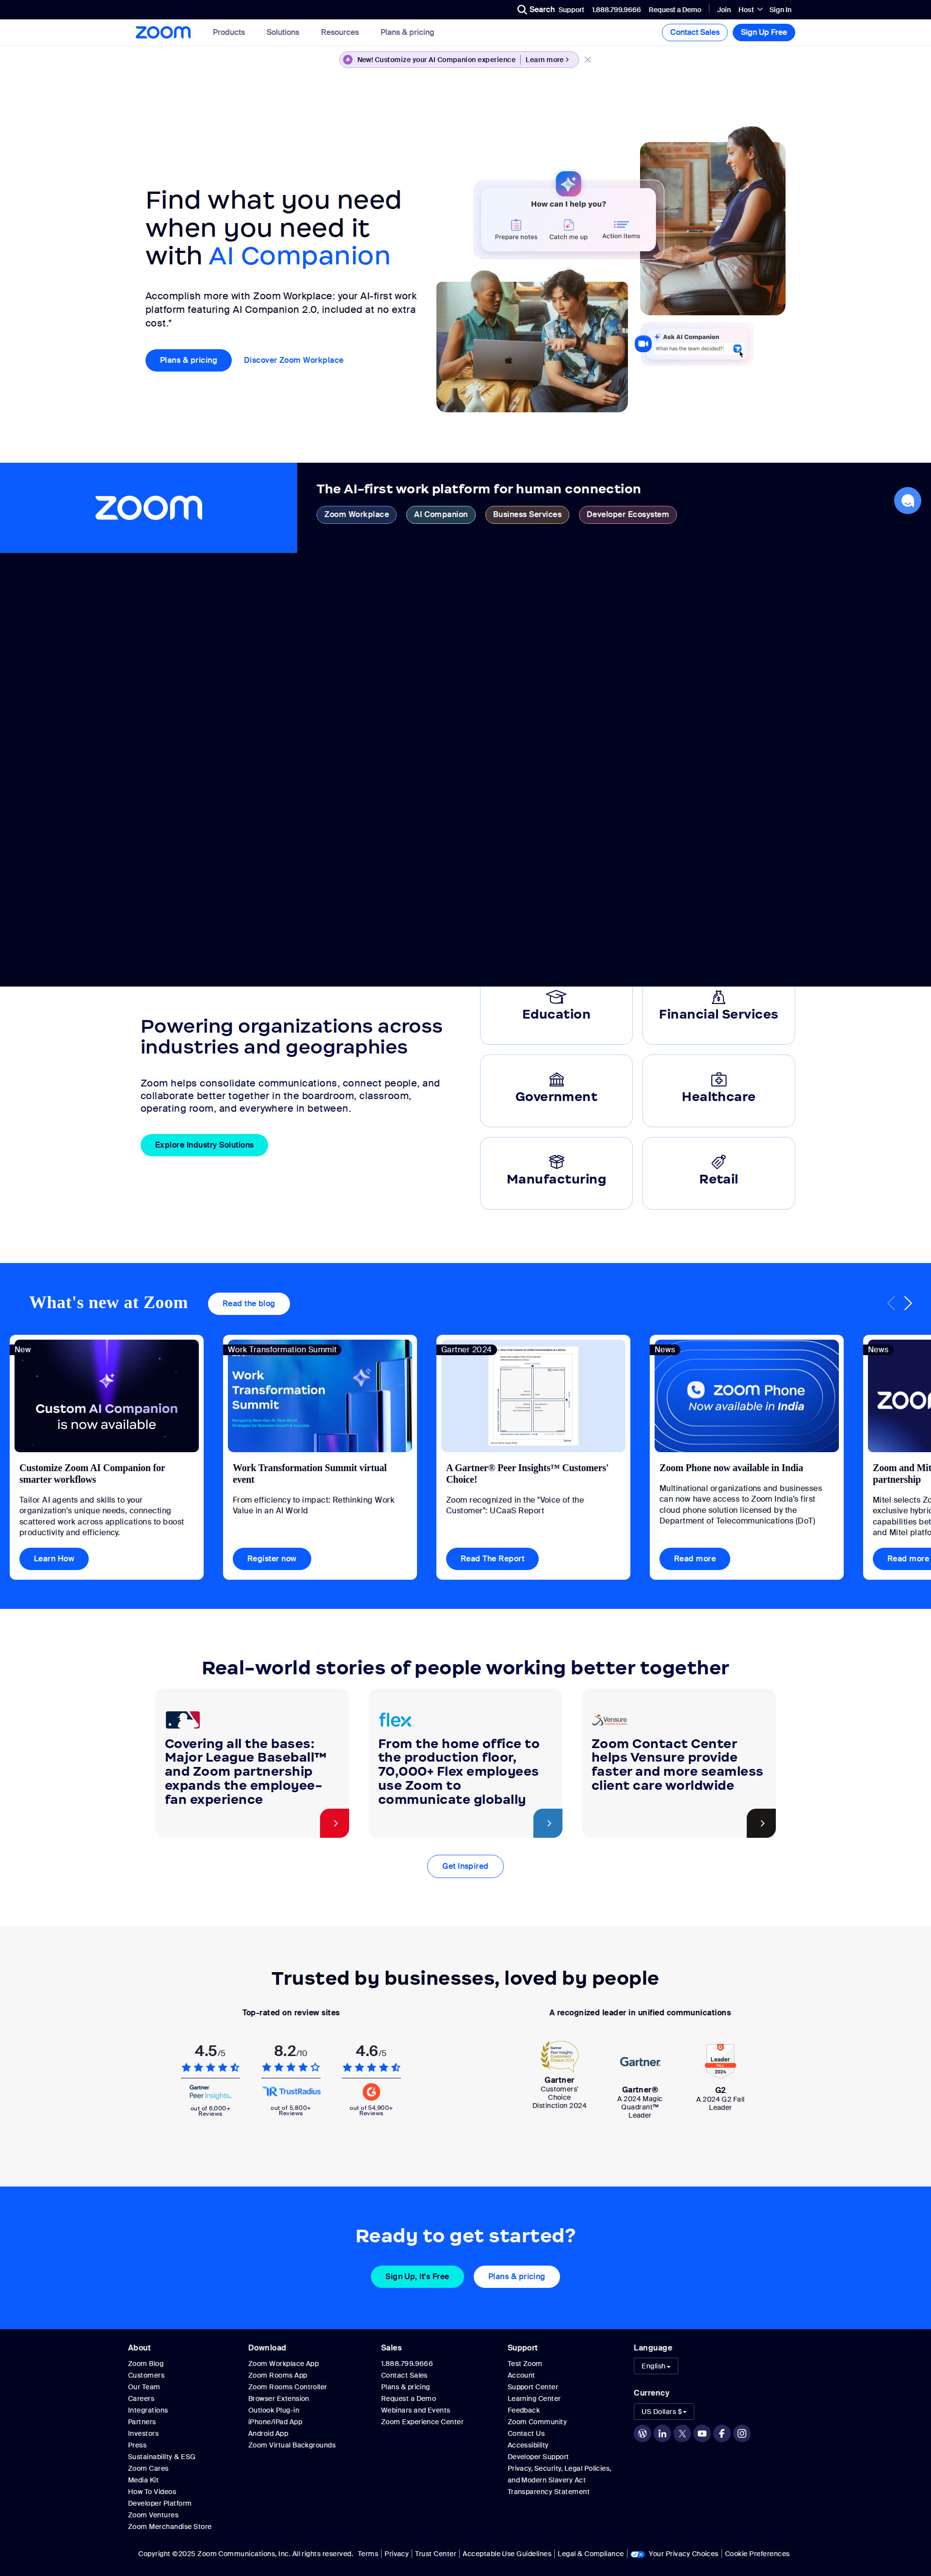 Search Support 1.888.799.9666 Request a Demo Join Host Sign In
zoom Products Solutions Resources Plans & pricing Contact Sales Sign Up Free
New! Customize your AI Companion experience Learn more
How can I help you?
Prepare notes Catch me up Action items
Find what you need
when you need it
with AI Companion
Accomplish more with Zoom Workplace: your AI-first work
platform featuring AI Companion 2.0, included at no extra
cost.*
Plans & pricing Discover Zoom Workplace
Ask AI Companion
What has the team decided?
zoom
The AI-first work platform for human connection
Zoom Workplace AI Companion Business Services Developer Ecosystem
Powering organizations across
industries and geographies
Zoom helps consolidate communications, connect people, and
collaborate better together in the boardroom, classroom,
operating room, and everywhere in between.
Explore Industry Solutions
Education Financial Services
Government Healthcare
Manufacturing Retail
What's new at Zoom Read the blog
New
Custom AI Companion
is now available
Customize Zoom AI Companion for
smarter workflows
Tailor AI agents and skills to your
organization's unique needs, connecting
scattered work across applications to boost
productivity and efficiency.
Learn How
Work Transformation Summit
Work
Transformation
Summit
Work Transformation Summit virtual
event
From efficiency to impact: Rethinking Work
Value in an AI World
Register now
Gartner 2024
A Gartner® Peer Insights™ Customers'
Choice!
Zoom recognized in the "Voice of the
Customer": UCaaS Report
Read The Report
News
zoom Phone
Now available in India
Zoom Phone now available in India
Multinational organizations and businesses
can now have access to Zoom India's first
cloud phone solution licensed by the
Department of Telecommunications (DoT)
Read more
News
zoo
Zoom and Mit
partnership
Mitel selects Zo
exclusive hybrid
capabilities bet
and Mitel platfo
Read more
Real-world stories of people working better together
Covering all the bases:
Major League Baseball™
and Zoom partnership
expands the employee-
fan experience
flex
From the home office to
the production floor,
70,000+ Flex employees
use Zoom to
communicate globally
Vensure
Zoom Contact Center
helps Vensure provide
faster and more seamless
client care worldwide
Get Inspired
Trusted by businesses, loved by people
Top-rated on review sites
4.5/5
Gartner
Peer Insights
out of 6,000+
Reviews
8.2/10
TrustRadius
out of 5,800+
Reviews
4.6/5
out of 54,900+
Reviews
A recognized leader in unified communications
Gartner
Customers'
Choice
Distinction 2024
Gartner
Gartner®
A 2024 Magic
Quadrant™
Leader
Leader
2024
G2
A 2024 G2 Fall
Leader
Ready to get started?
Sign Up, It's Free Plans & pricing
About
Zoom Blog
Customers
Our Team
Careers
Integrations
Partners
Investors
Press
Sustainability & ESG
Zoom Cares
Media Kit
How To Videos
Developer Platform
Zoom Ventures
Zoom Merchandise Store
Download
Zoom Workplace App
Zoom Rooms App
Zoom Rooms Controller
Browser Extension
Outlook Plug-in
iPhone/iPad App
Android App
Zoom Virtual Backgrounds
Sales
1.888.799.9666
Contact Sales
Plans & pricing
Request a Demo
Webinars and Events
Zoom Experience Center
Support
Test Zoom
Account
Support Center
Learning Center
Feedback
Zoom Community
Contact Us
Accessibility
Developer Support
Privacy, Security, Legal Policies,
and Modern Slavery Act
Transparency Statement
Language
English
Currency
US Dollars $
Copyright ©2025 Zoom Communications, Inc. All rights reserved. Terms Privacy Trust Center Acceptable Use Guidelines Legal & Compliance Your Privacy Choices Cookie Preferences